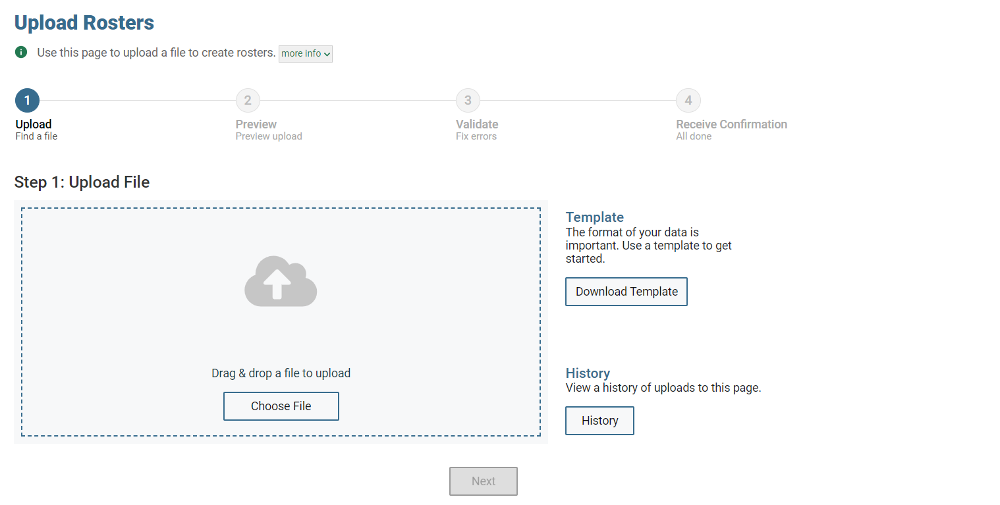 Upload Rosters
i Use this page to upload a file to create rosters. more info
1 2 3 4
Upload Preview Validate Receive Confirmation
Find a file Preview upload Fix errors All done
Step 1: Upload File
Drag & drop a file to upload
Choose File
Template
The format of your data is
important. Use a template to get
started.
Download Template
History
View a history of uploads to this page.
History
Next